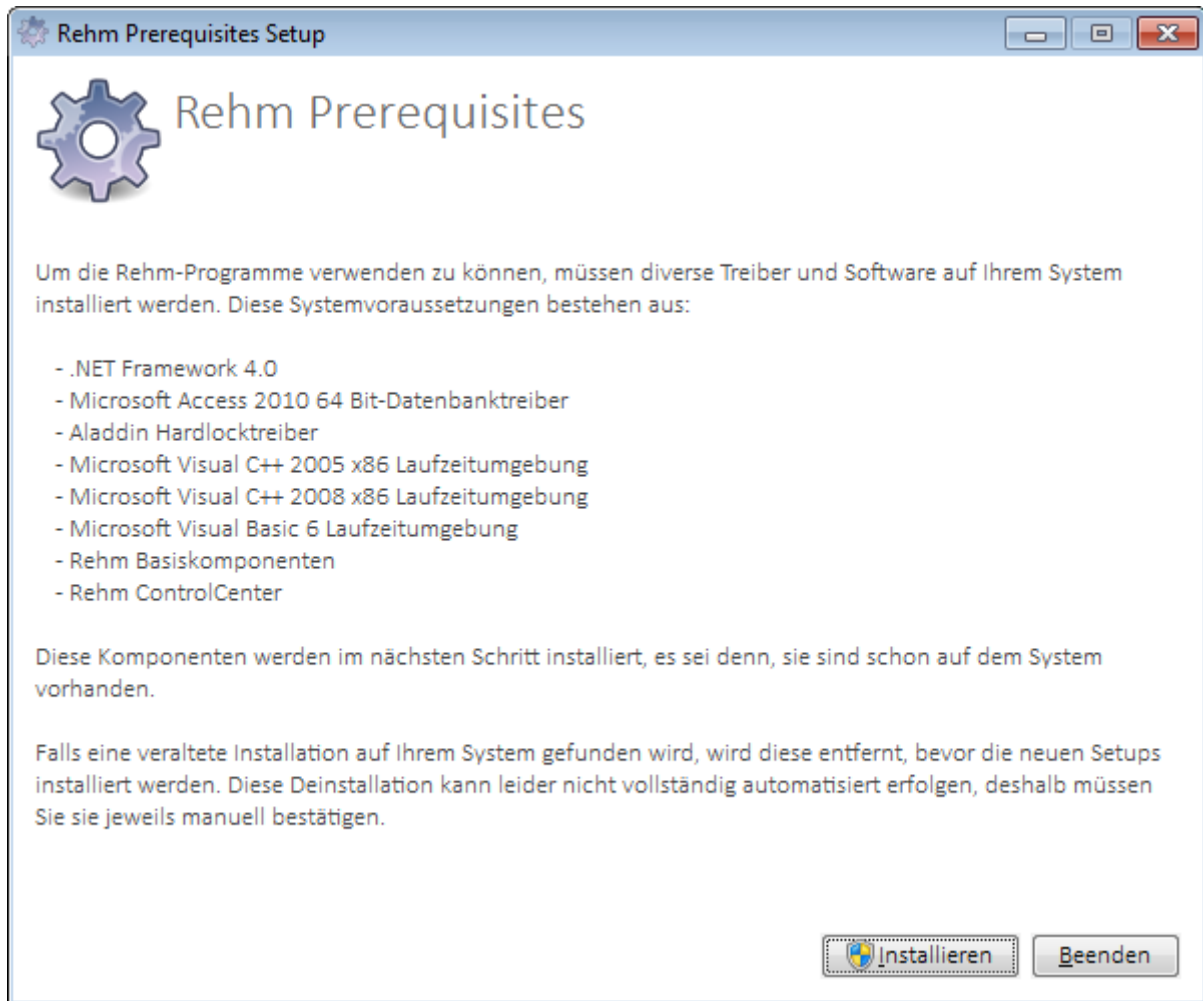 Rehm Prerequisites Setup
Rehm Prerequisites
Um die Rehm-Programme verwenden zu können, müssen diverse Treiber und Software auf Ihrem System
installiert werden. Diese Systemvoraussetzungen bestehen aus:
- .NET Framework 4.0
- Microsoft Access 2010 64 Bit-Datenbanktreiber
- Aladdin Hardlocktreiber
- Microsoft Visual C++ 2005 x86 Laufzeitumgebung
- Microsoft Visual C++ 2008 x86 Laufzeitumgebung
- Microsoft Visual Basic 6 Laufzeitumgebung
- Rehm Basiskomponenten
- Rehm ControlCenter
Diese Komponenten werden im nächsten Schritt installiert, es sei denn, sie sind schon auf dem System
vorhanden.
Falls eine veraltete Installation auf Ihrem System gefunden wird, wird diese entfernt, bevor die neuen Setups
installiert werden. Diese Deinstallation kann leider nicht vollständig automatisiert erfolgen, deshalb müssen
Sie sie jeweils manuell bestätigen.
Installieren Beenden